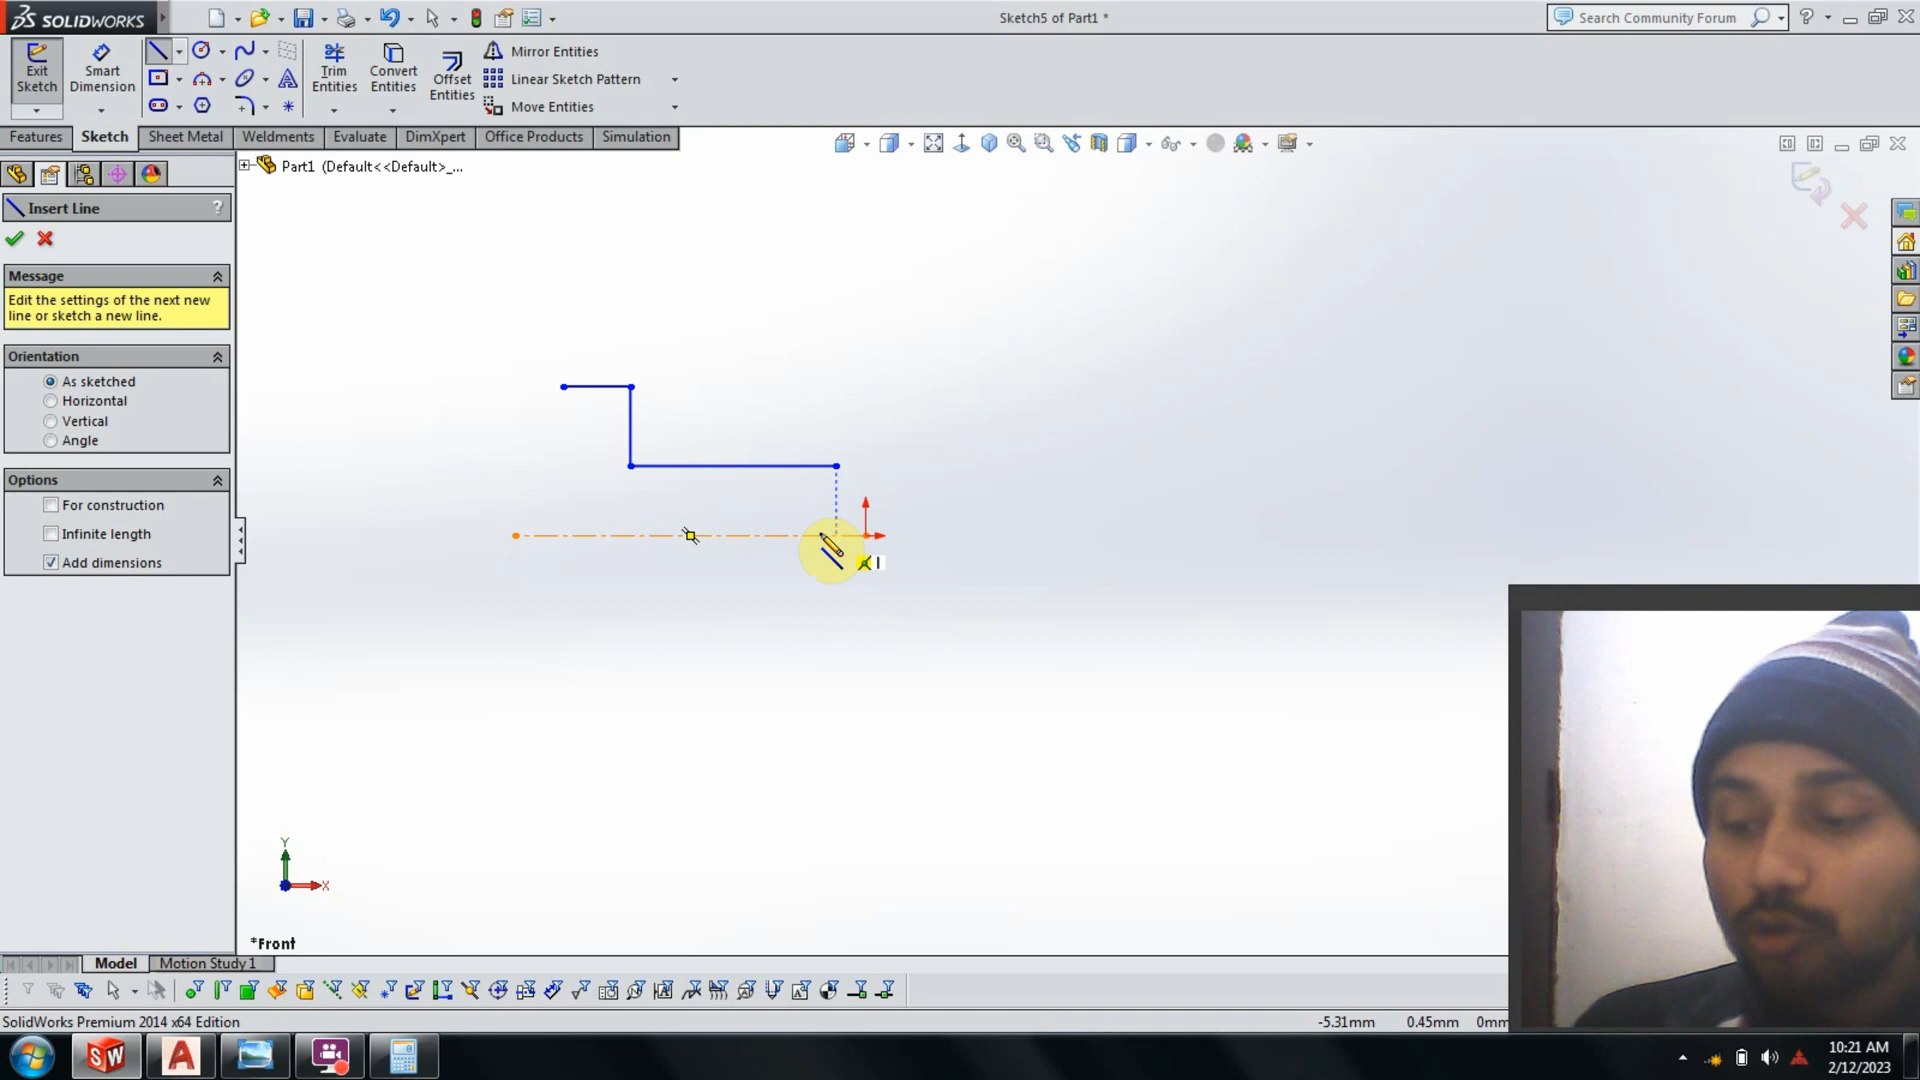 SOLIDWORKS
Sketch5 of Part1 *
Search Community Forum
Exit Sketch
Smart Dimension
Trim Entities
Convert Entities
Offset Entities
Mirror Entities
Linear Sketch Pattern
Move Entities
Features
Sketch
Sheet Metal
Weldments
Evaluate
DimXpert
Office Products
Simulation
Part1 (Default<<Default>_...
Insert Line
?
Message
Edit the settings of the next new
line or sketch a new line.
Orientation
As sketched
Horizontal
Vertical
Angle
Options
For construction
Infinite length
Add dimensions
Y
X
*Front
Model
Motion Study 1
SolidWorks Premium 2014 x64 Edition
-5.31mm 0.45mm 0mm
10:21 AM
2/12/2023